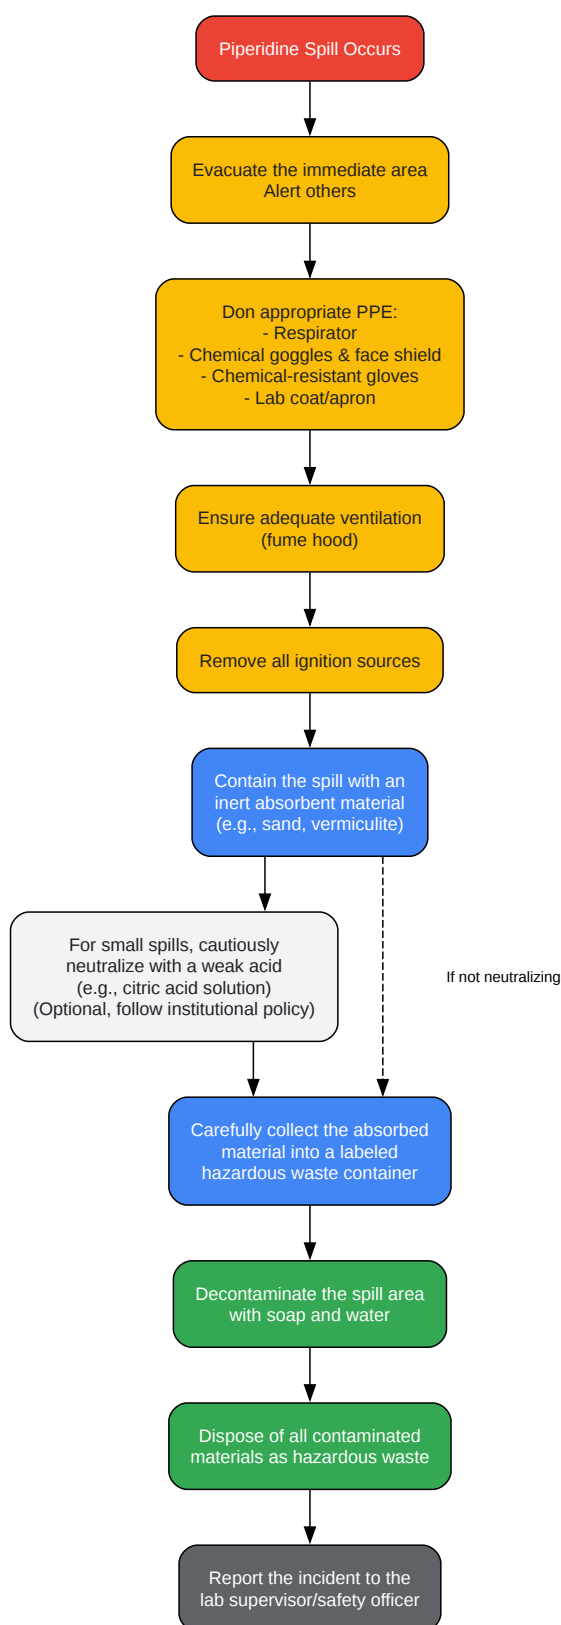 Piperidine Spill Occurs
Evacuate the immediate area
Alert others
Don appropriate PPE:
- Respirator
- Chemical goggles & face shield
- Chemical-resistant gloves
- Lab coat/apron
Ensure adequate ventilation
(fume hood)
Remove all ignition sources
Contain the spill with an
inert absorbent material
(e.g., sand, vermiculite)
For small spills, cautiously
neutralize with a weak acid
(e.g., citric acid solution)
(Optional, follow institutional policy)
If not neutralizing
Carefully collect the absorbed
material into a labeled
hazardous waste container
Decontaminate the spill area
with soap and water
Dispose of all contaminated
materials as hazardous waste
Report the incident to the
lab supervisor/safety officer